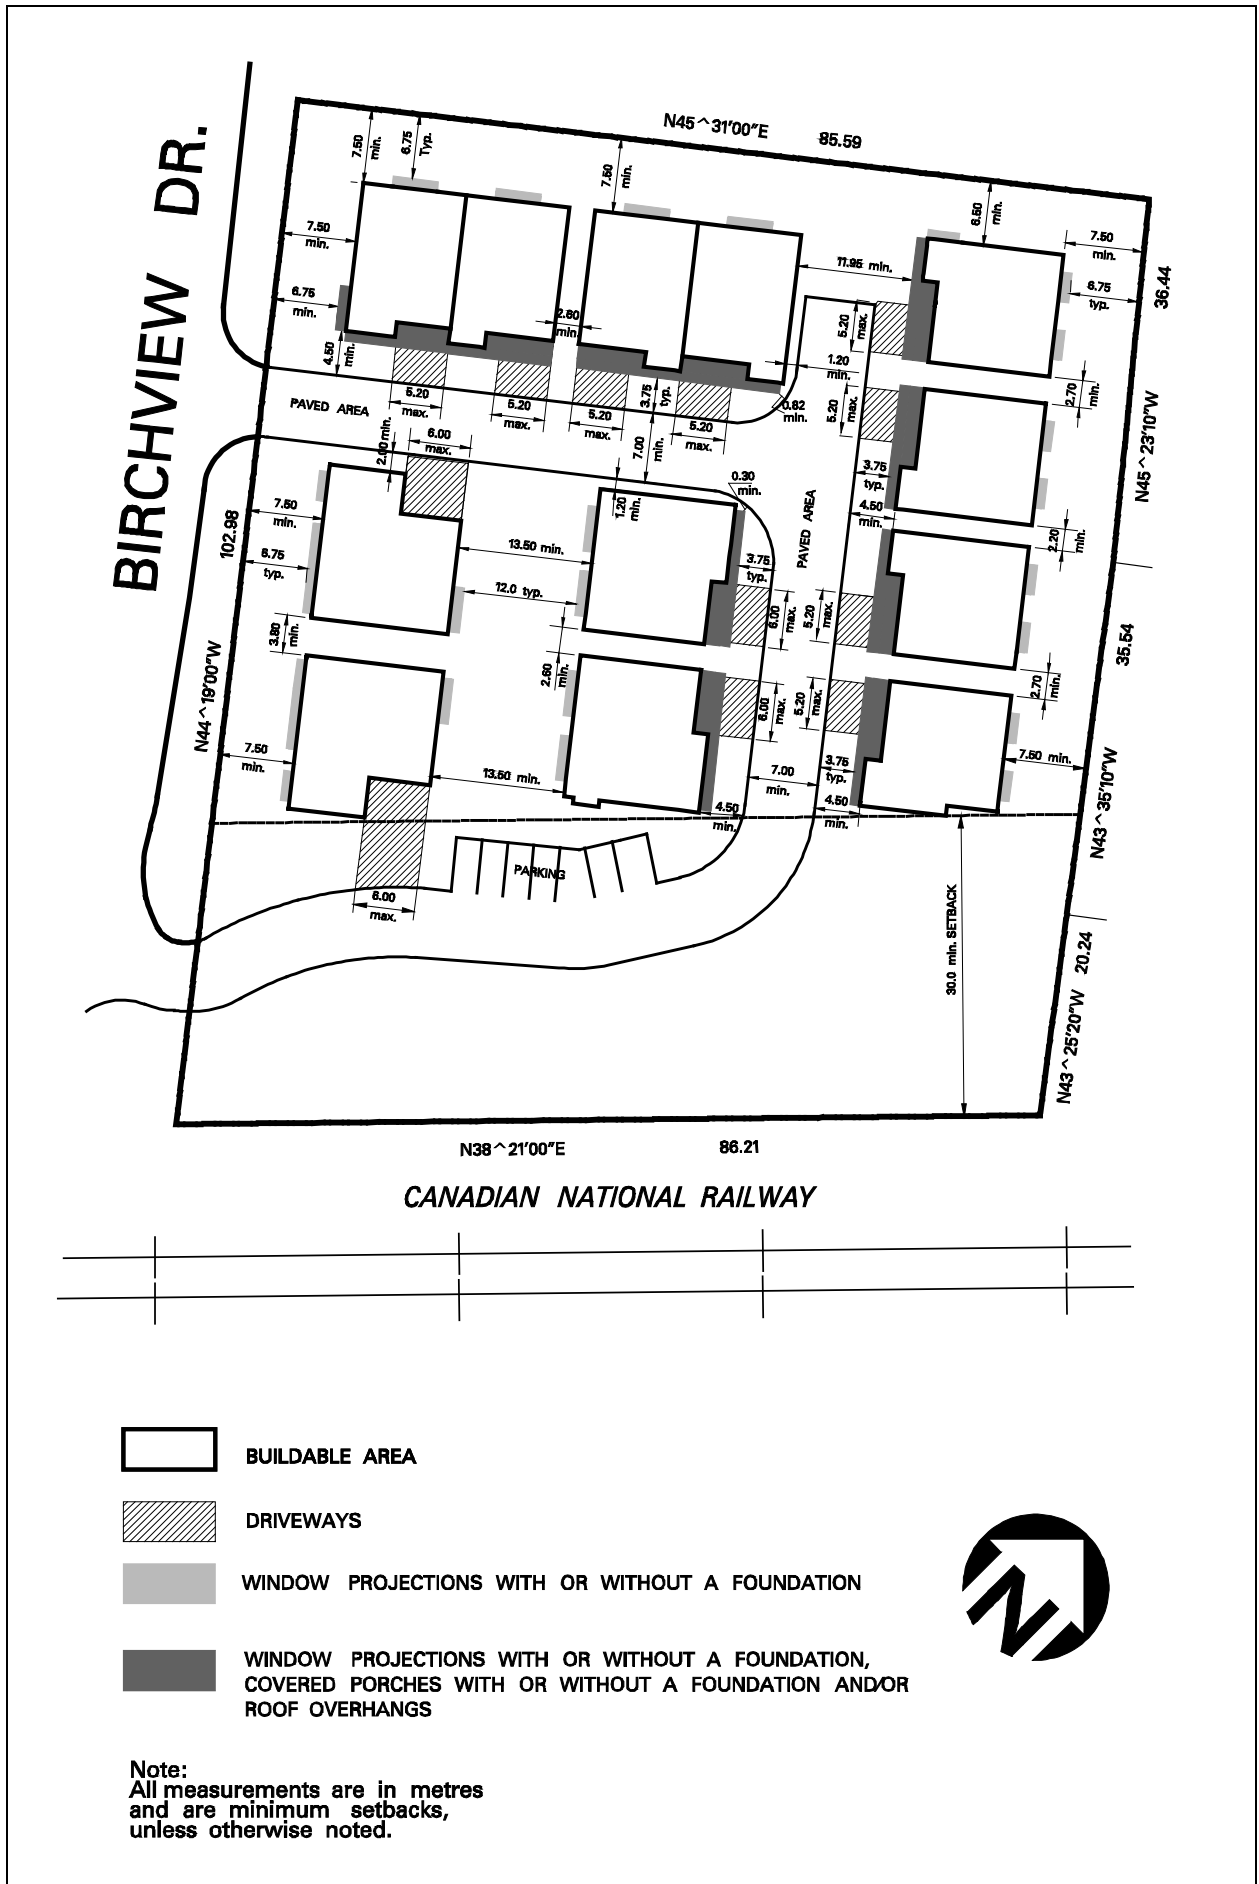 N45^31'00"E 85.59
BIRCHVIEW DR.
7.50 min.
6.75 Typ.
7.50 min.
6.50 min.
7.50 min.
7.50 min.
11.95 min.
6.75 typ.
36.44
6.75 min.
4.50 min.
2.60 min.
5.20 max.
1.20 min.
2.70 min.
5.20 max.
5.20 max.
5.20 max.
3.75 typ.
5.20 max.
0.82 min.
5.20 max.
PAVED AREA
2.00 min.
6.00 max.
7.00 min.
N45^23'10"W
0.30 min.
3.75 typ.
4.50 min.
7.50 min.
1.20 min.
PAVED AREA
102.98
13.50 min.
2.20 min.
6.75 typ.
12.0 typ.
3.75 typ.
6.00 max.
5.20 max.
3.80 min.
2.60 min.
35.54
2.70 min.
N44^19'00"W
6.00 max.
5.20 max.
7.50 min.
13.50 min.
7.00 min.
3.75 typ.
7.50 min.
4.50 min.
4.50 min.
N43^35'10"W
PARKING
6.00 max.
30.0 min. SETBACK
20.24
N43^25'20"W
N38^21'00"E 86.21
CANADIAN NATIONAL RAILWAY
BUILDABLE AREA
DRIVEWAYS
WINDOW PROJECTIONS WITH OR WITHOUT A FOUNDATION
WINDOW PROJECTIONS WITH OR WITHOUT A FOUNDATION,
COVERED PORCHES WITH OR WITHOUT A FOUNDATION AND/OR
ROOF OVERHANGS
N
Note:
All measurements are in metres
and are minimum setbacks,
unless otherwise noted.